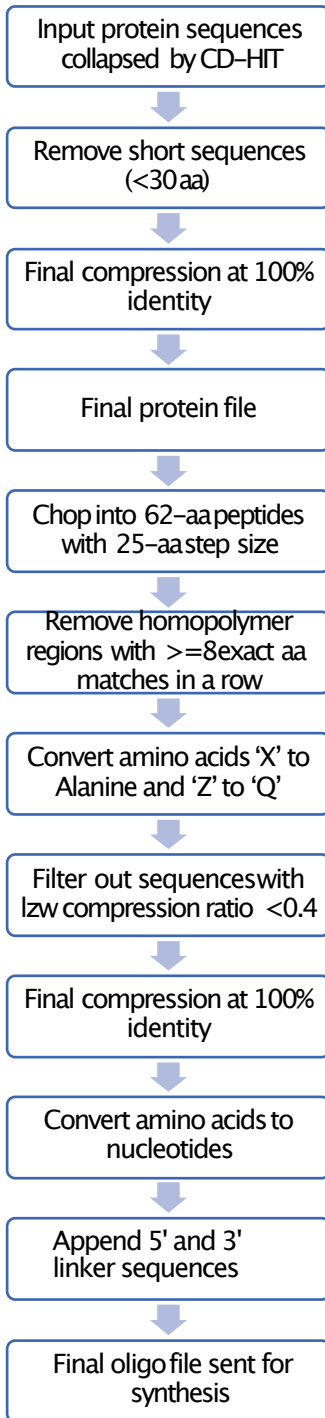 Input protein sequences
collapsed by CD-HIT
Remove short sequences
(<30 aa)
Final compression at 100%
identity
Final protein file
Chop into 62-aa peptides
with 25-aa step size
Remove homopolymer
regions with >=8 exact aa
matches in a row
Convert amino acids ‘X’ to
Alanine and ‘Z’ to ‘Q’
Filter out sequences with
lzw compression ratio <0.4
Final compression at 100%
identity
Convert amino acids to
nucleotides
Append 5' and 3'
linker sequences
Final oligo file sent for
synthesis